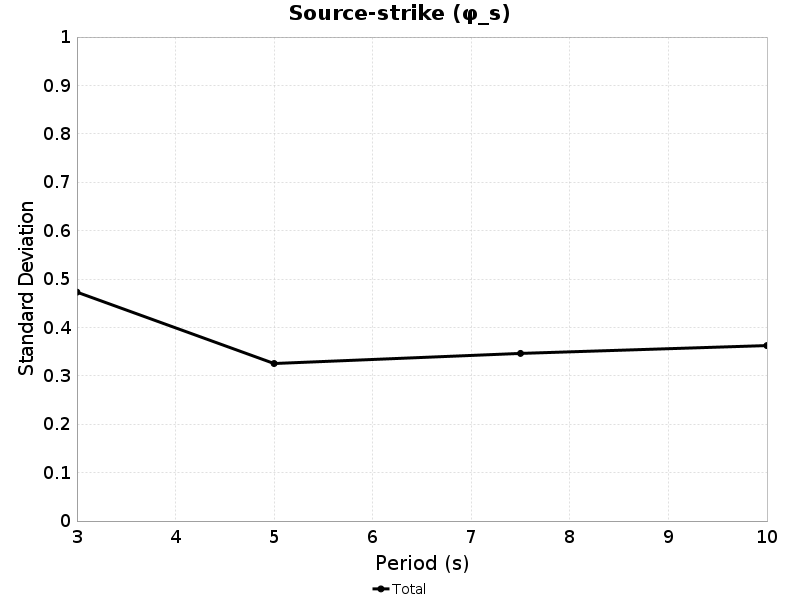 Source-strike (φ_s)
1
0.9
0.8
0.7
0.6
0.5
0.4
0.3
0.2
0.1
0
Standard Deviation
3 4 5 6 7 8 9 10
Period (s)
Total